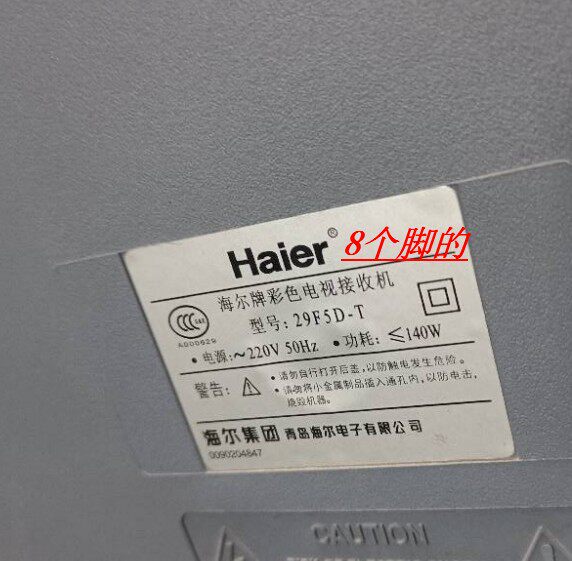 Haier® 8个脚的
海尔牌彩色电视接收机
型号：29F5D-T
A000629
• 电源：～220V 50Hz • 功耗：≤140W
警告：
• 请勿自行打开后盖，以防触电发生危险。
• 请勿将小金属制品插入通孔内，以防电击，
烧毁机器。
海尔集团 青岛海尔电子有限公司
0090204847
CAUTION